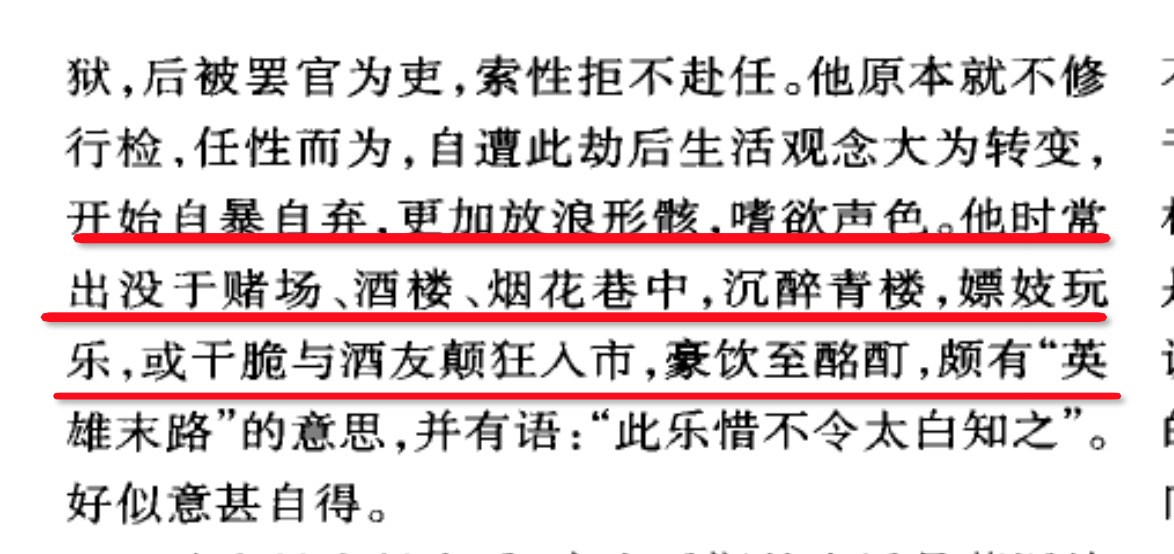 狱,后被罢官为吏,索性拒不赴任。他原本就不修
行检,任性而为,自遭此劫后生活观念大为转变,
开始自暴自弃,更加放浪形骸,嗜欲声色。他时常
出没于赌场、酒楼、烟花巷中,沉醉青楼,嫖妓玩
乐,或干脆与酒友颠狂入市,豪饮至酩酊,颇有“英
雄末路”的意思,并有语:“此乐惜不令太白知之”。
好似意甚自得。